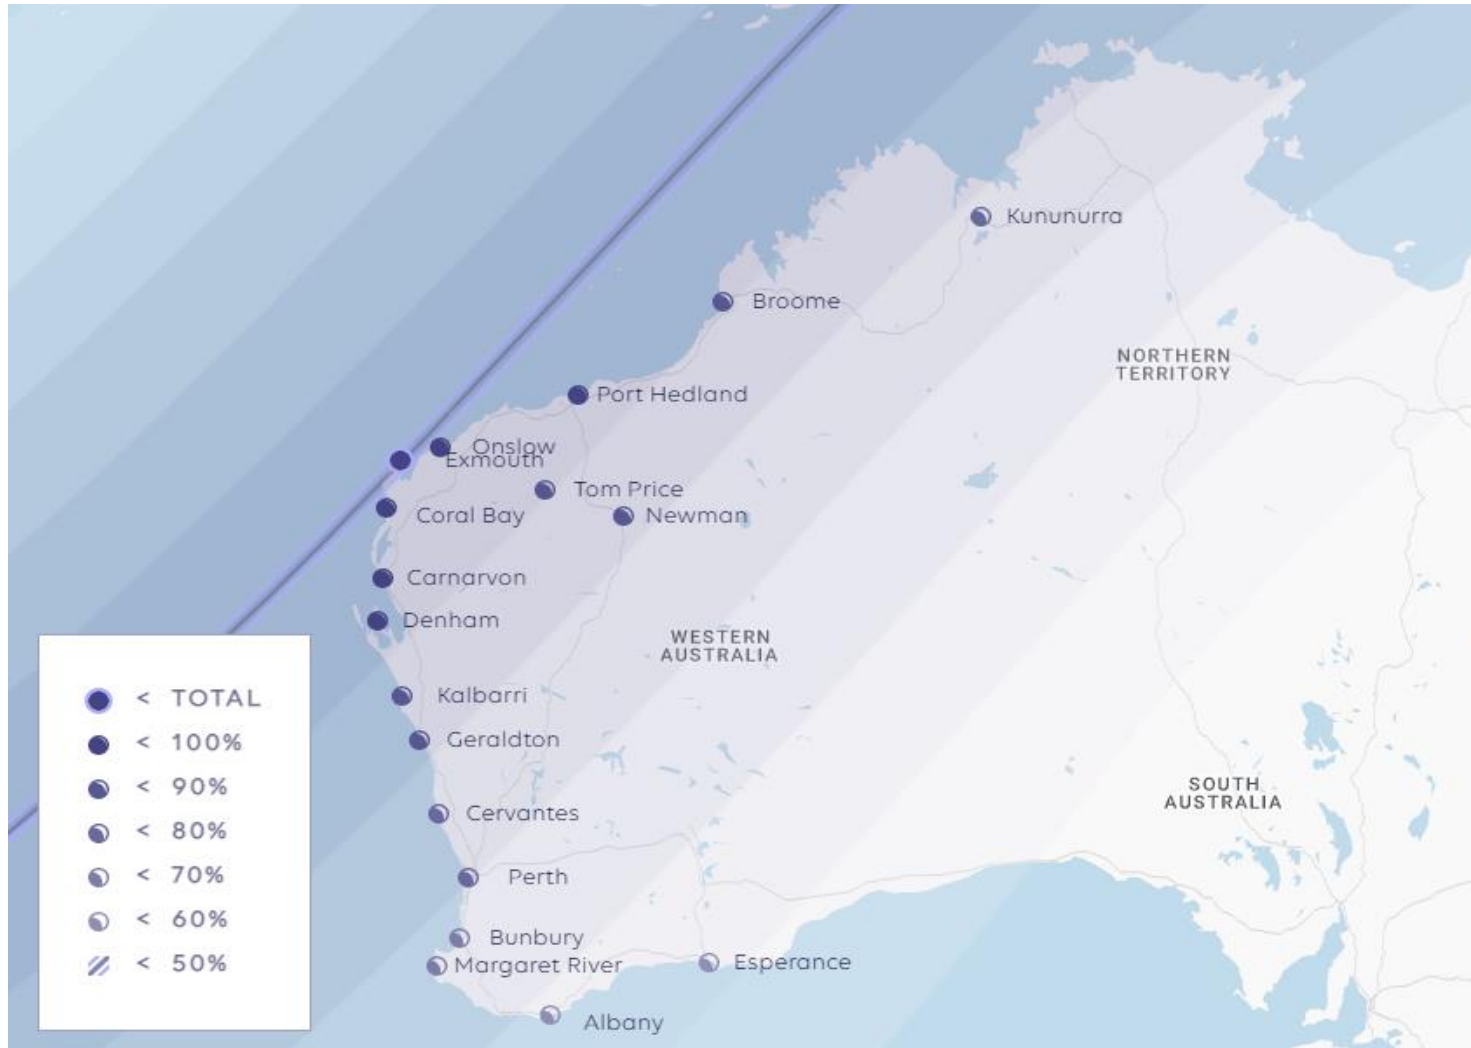 Kununurra
Broome
NORTHERN
TERRITORY
Port Hedland
Onslow
Exmouth
Tom Price
Coral Bay
Newman
Carnarvon
Denham
WESTERN
AUSTRALIA
Kalbarri
Geraldton
SOUTH
AUSTRALIA
Cervantes
Perth
Bunbury
Margaret River
Esperance
Albany
< TOTAL
< 100%
< 90%
< 80%
< 70%
< 60%
< 50%